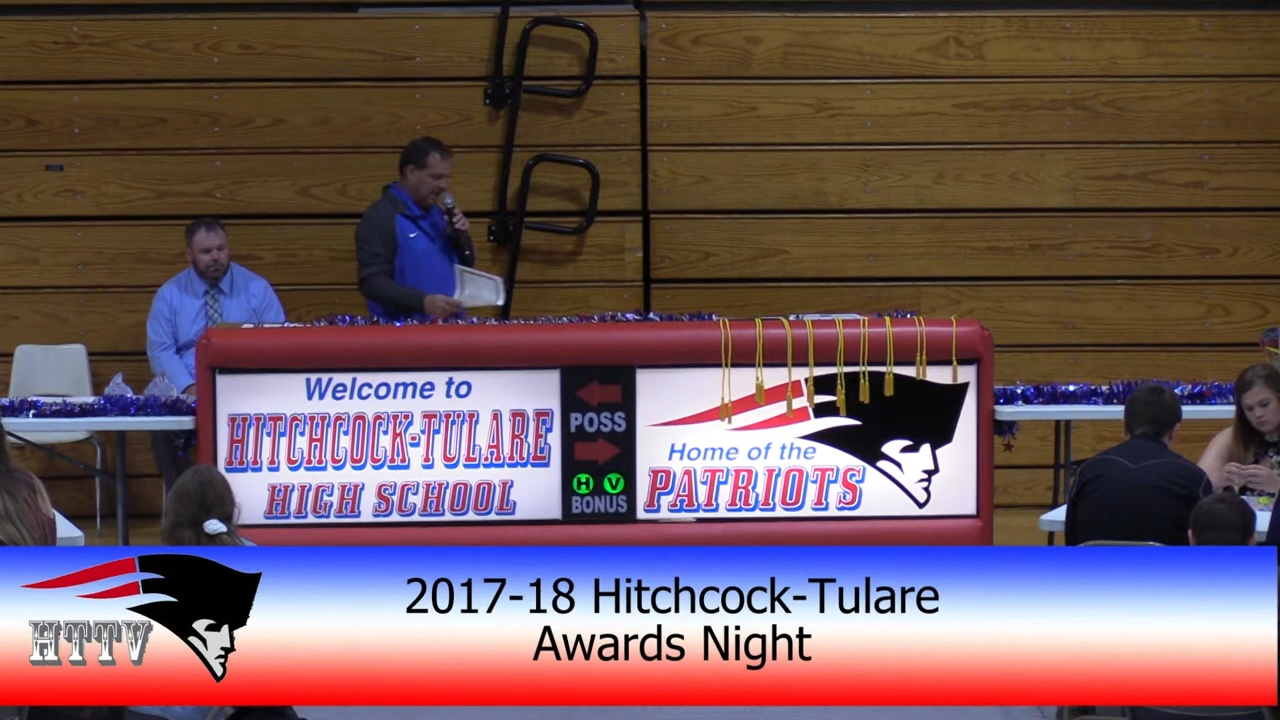 Welcome to
HITCHCOCK-TULARE
HIGH SCHOOL
POSS
H V
BONUS
Home of the
PATRIOTS
HTTV
2017-18 Hitchcock-Tulare
Awards Night